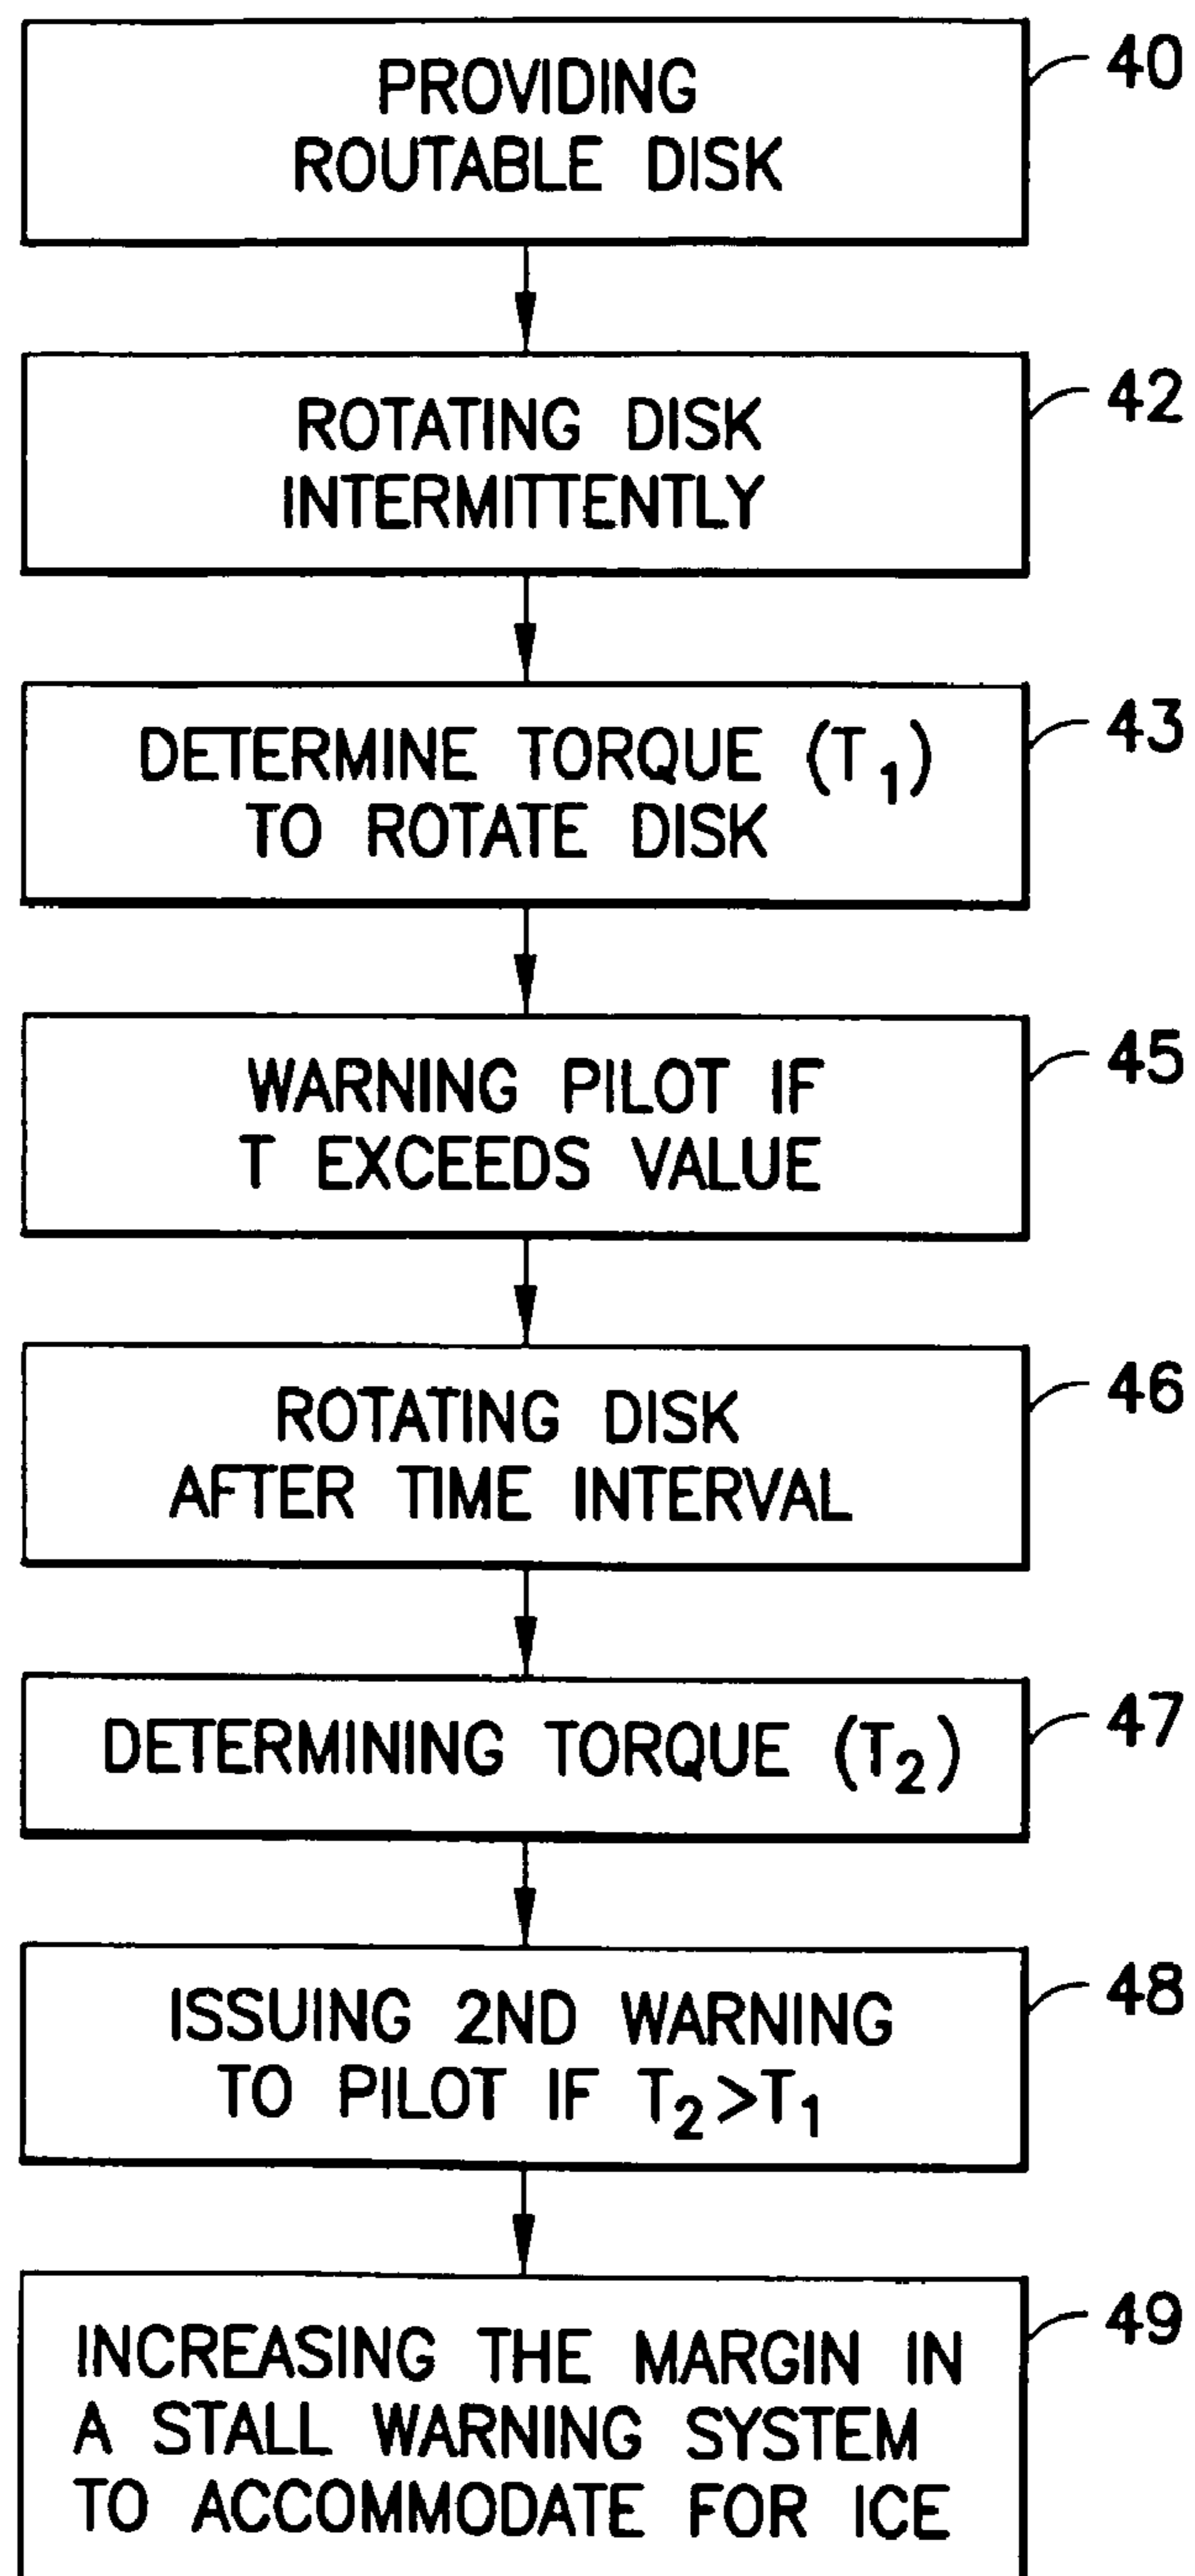 PROVIDING
ROUTABLE DISK
40
ROTATING DISK
INTERMITTENTLY
42
DETERMINE TORQUE (T1)
TO ROTATE DISK
43
WARNING PILOT IF
T EXCEEDS VALUE
45
ROTATING DISK
AFTER TIME INTERVAL
46
DETERMINING TORQUE (T2)
47
ISSUING 2ND WARNING
TO PILOT IF T2>T1
48
INCREASING THE MARGIN IN
A STALL WARNING SYSTEM
TO ACCOMMODATE FOR ICE
49